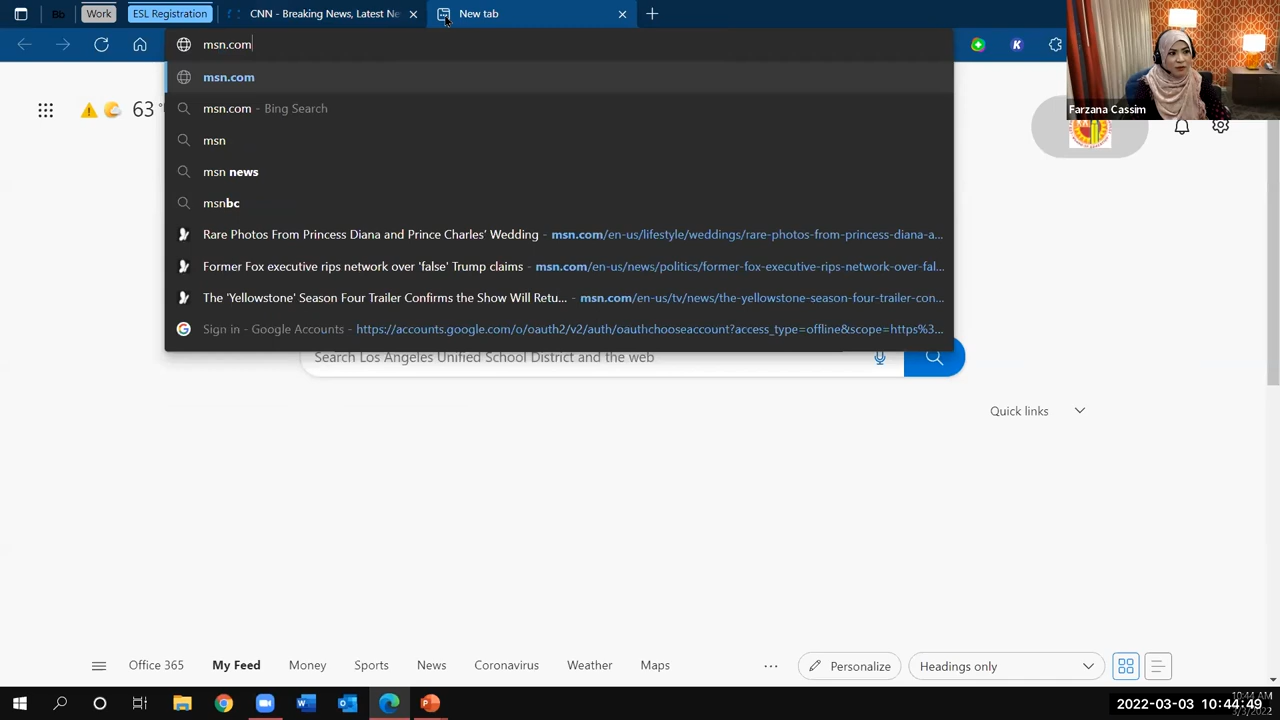 Bb
Work
ESL Registration
CNN - Breaking News, Latest Ne
New tab
msn.com
msn.com
msn.com - Bing Search
msn
msn news
msnbc
Rare Photos From Princess Diana and Prince Charles' Wedding - msn.com/en-us/lifestyle/weddings/rare-photos-from-princess-diana-a...
Former Fox executive rips network over 'false' Trump claims - msn.com/en-us/news/politics/former-fox-executive-rips-network-over-fal...
The 'Yellowstone' Season Four Trailer Confirms the Show Will Retu... - msn.com/en-us/tv/news/the-yellowstone-season-four-trailer-con...
Sign in - Google Accounts - https://accounts.google.com/o/oauth2/v2/auth/oauthchooseaccount?access_type=offline&scope=https%3...
63 °
K
Farzana Cassim
Search Los Angeles Unified School District and the web
Quick links
Office 365
My Feed
Money
Sports
News
Coronavirus
Weather
Maps
...
Personalize
Headings only
10:44 AM
3/3/2022
2022-03-03 10:44:49